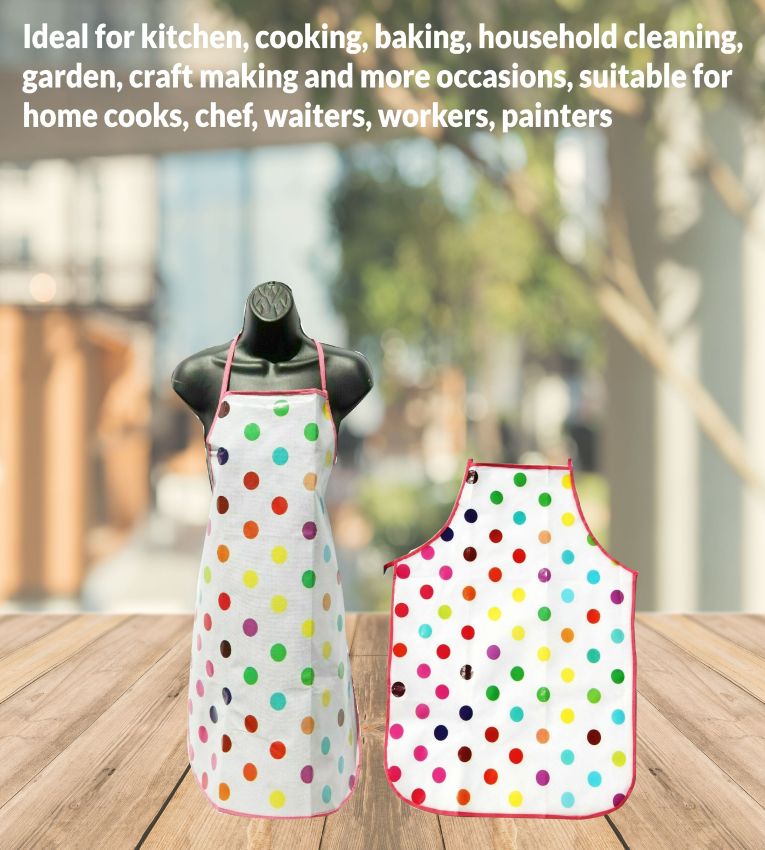 Ideal for kitchen, cooking, baking, household cleaning,
garden, craft making and more occasions, suitable for
home cooks, chef, waiters, workers, painters